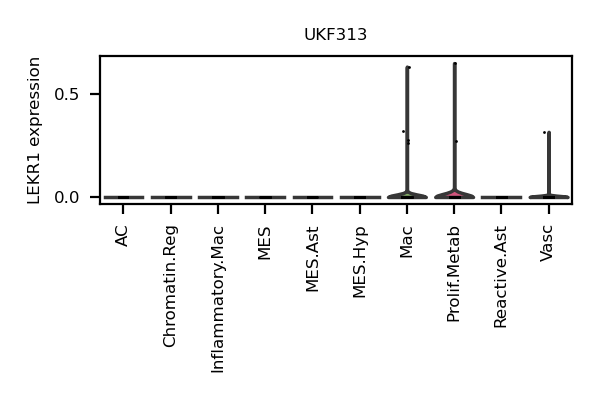 UKF313
LEKR1 expression
0.5
0.0
AC
Chromatin.Reg
Inflammatory.Mac
MES
MES.Ast
MES.Hyp
Mac
Prolif.Metab
Reactive.Ast
Vasc